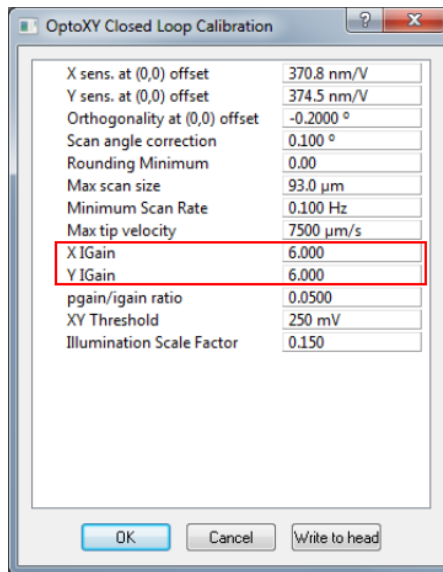 OptoXY Closed Loop Calibration
X sens. at (0,0) offset 370.8 nm/V
Y sens. at (0,0) offset 374.5 nm/V
Orthogonality at (0,0) offset -0.2000 º
Scan angle correction 0.100 º
Rounding Minimum 0.00
Max scan size 93.0 µm
Minimum Scan Rate 0.100 Hz
Max tip velocity 7500 µm/s
X IGain 6.000
Y IGain 6.000
pgain/igain ratio 0.0500
XY Threshold 250 mV
Illumination Scale Factor 0.150
OK Cancel Write to head